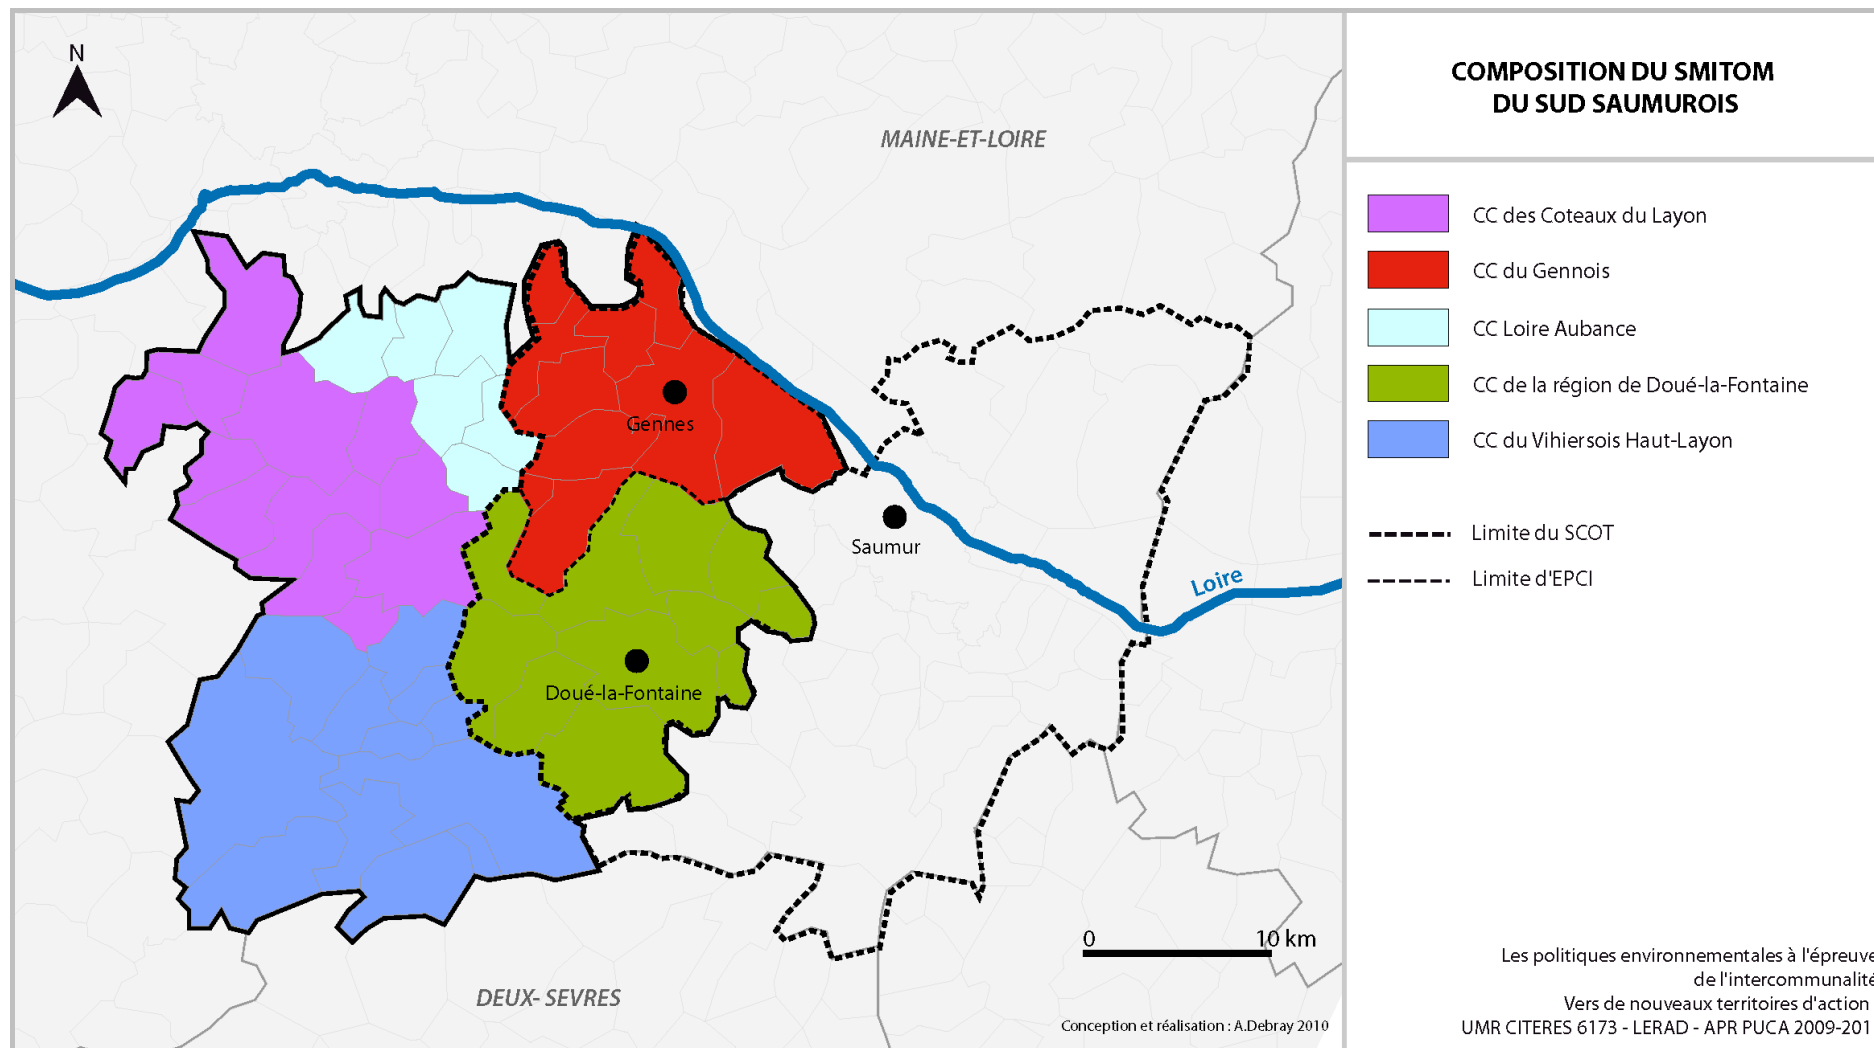 N
MAINE-ET-LOIRE
Gennes
Saumur
Loire
Doué-la-Fontaine
0 10 km
DEUX- SEVRES
Conception et réalisation : A.Debray 2010
COMPOSITION DU SMITOM
DU SUD SAUMUROIS
CC des Coteaux du Layon
CC du Gennois
CC Loire Aubance
CC de la région de Doué-la-Fontaine
CC du Vihiersois Haut-Layon
Limite du SCOT
Limite d'EPCI
Les politiques environnementales à l'épreuve
de l'intercommunalité
Vers de nouveaux territoires d'action
UMR CITERES 6173 - LERAD - APR PUCA 2009-201